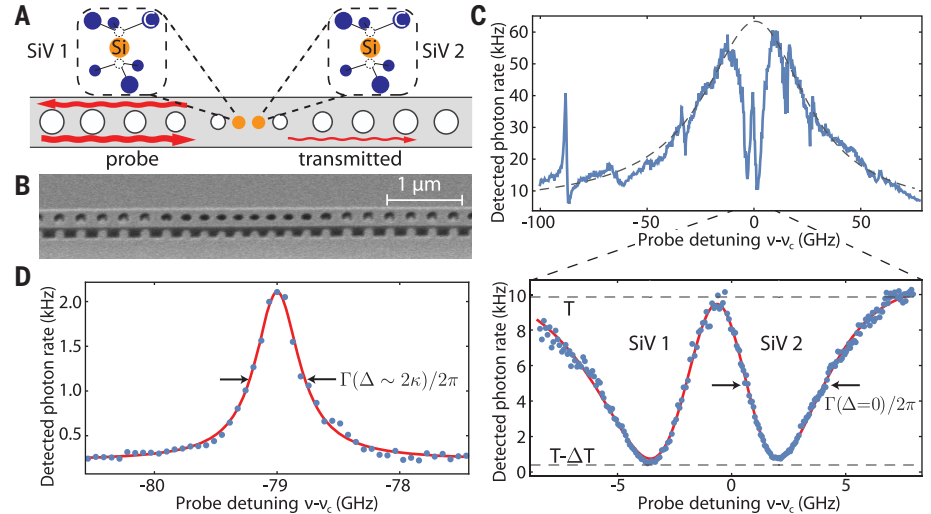 A
SiV 1
Si
Si
SiV 2
probe
transmitted
B
1 μm
C
Detected photon rate (kHz)
60
50
40
30
20
10
-100
-50
0
50
Probe detuning ν-νc (GHz)
D
Detected photon rate (kHz)
2.0
1.5
1.0
0.5
Γ(Δ ∼ 2κ)/2π
-80
-79
-78
Probe detuning ν-νc (GHz)
Detected photon rate (kHz)
10
8
6
4
2
0
T
SiV 1
SiV 2
Γ(Δ=0)/2π
T-ΔT
-5
0
5
Probe detuning ν-νc (GHz)